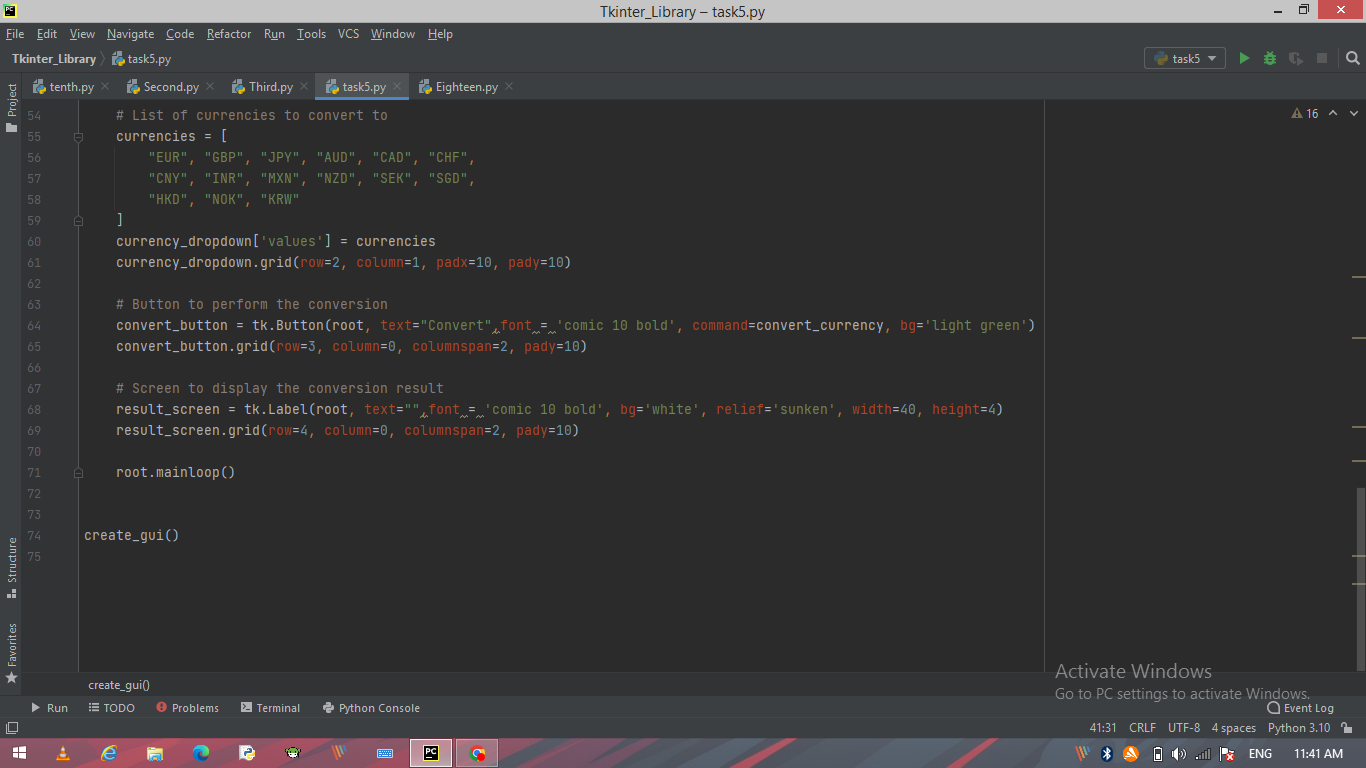 Tkinter_Library – task5.py
File Edit View Navigate Code Refactor Run Tools VCS Window Help
Tkinter_Library task5.py task5
tenth.py Second.py Third.py task5.py Eighteen.py
Project
16
54 # List of currencies to convert to
55 currencies = [
56 "EUR", "GBP", "JPY", "AUD", "CAD", "CHF",
57 "CNY", "INR", "MXN", "NZD", "SEK", "SGD",
58 "HKD", "NOK", "KRW"
59 ]
60 currency_dropdown['values'] = currencies
61 currency_dropdown.grid(row=2, column=1, padx=10, pady=10)
62
63 # Button to perform the conversion
64 convert_button = tk.Button(root, text="Convert",font = 'comic 10 bold', command=convert_currency, bg='light green')
65 convert_button.grid(row=3, column=0, columnspan=2, pady=10)
66
67 # Screen to display the conversion result
68 result_screen = tk.Label(root, text="",font = 'comic 10 bold', bg='white', relief='sunken', width=40, height=4)
69 result_screen.grid(row=4, column=0, columnspan=2, pady=10)
70
71 root.mainloop()
72
73
74 create_gui()
75
Structure
Favorites
Activate Windows
Go to PC settings to activate Windows.
create_gui()
Run TODO Problems Terminal Python Console Event Log
41:31 CRLF UTF-8 4 spaces Python 3.10
PC ENG 11:41 AM